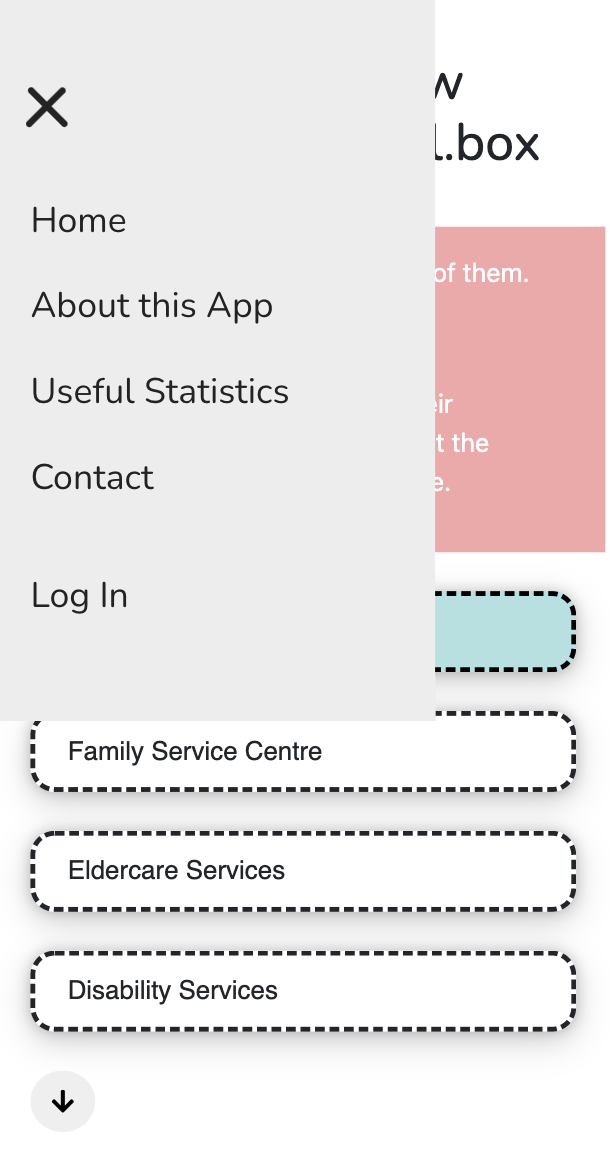 Home
About this App
Useful Statistics
Contact
Log In
.box
of them.
t the
Family Service Centre
Eldercare Services
Disability Services